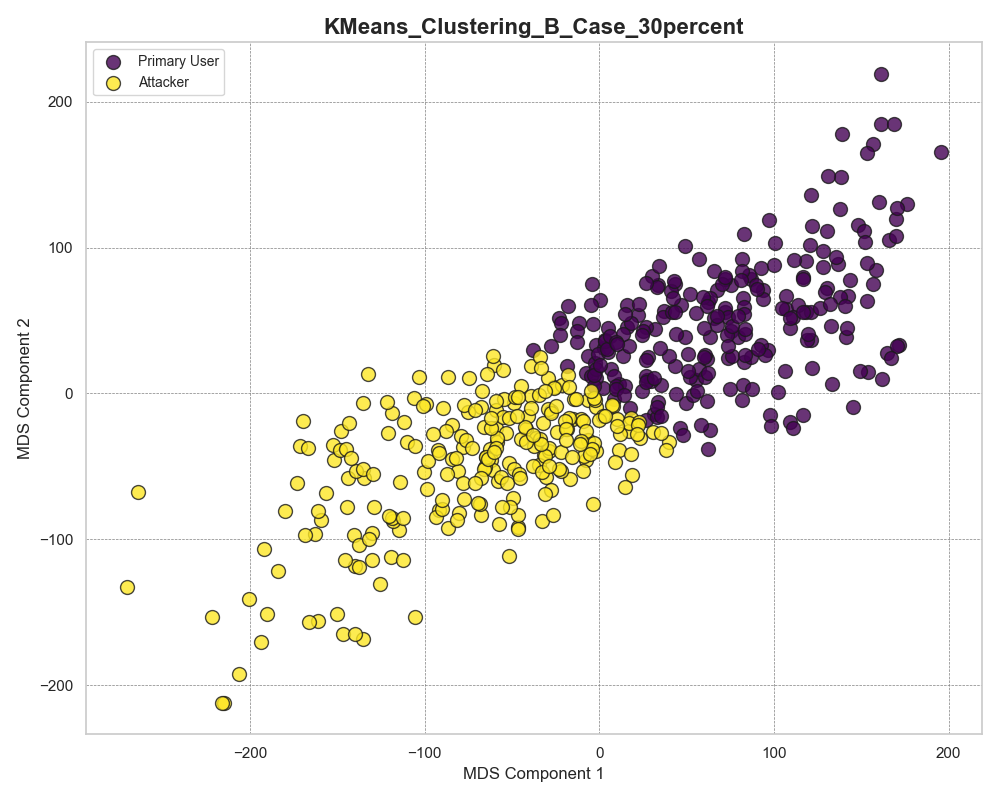 KMeans_Clustering_B_Case_30percent
Primary User
Attacker
200
100
0
−100
−200
MDS Component 2
−200
−100
0
100
200
MDS Component 1